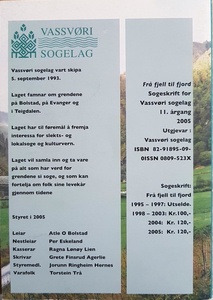 VASSVØRI
SOGELAG
Vassvøri sogelag vart skipa
5. september 1993.
Laget famnar om grendene
på Bolstad, på Evanger og
i Teigdalen.
Laget har til føremål å fremja
interessa for slekts- og
lokalsoge og kulturvern.
Laget vil samla inn og ta vare
på alt som har verd for
grendene si soge, og som kan
fortelja om folk sine levekår
gjennom tidene
Styret i 2005
Leiar Atle O Bolstad
Nestleiar Per Eskeland
Kasserar Ragna Lønøy Lien
Skrivar Grete Finsrud Agerlie
Styremedl. Jorunn Ringheim Hernes
Varafolk Torstein Trå
Frå fjell til fjord
Sogeskrift for
Vassvøri sogelag
11. årgang
2005
Utgjevar:
Vassvøri sogelag
ISBN 82-91895-09-
0ISSN 0809-523X
Sogeskrift:
Frå fjell til fjord
1995 - 1997: Utselde.
1998 - 2003: Kr.100,-
2004: Kr.120,-
2005: Kr.120,-